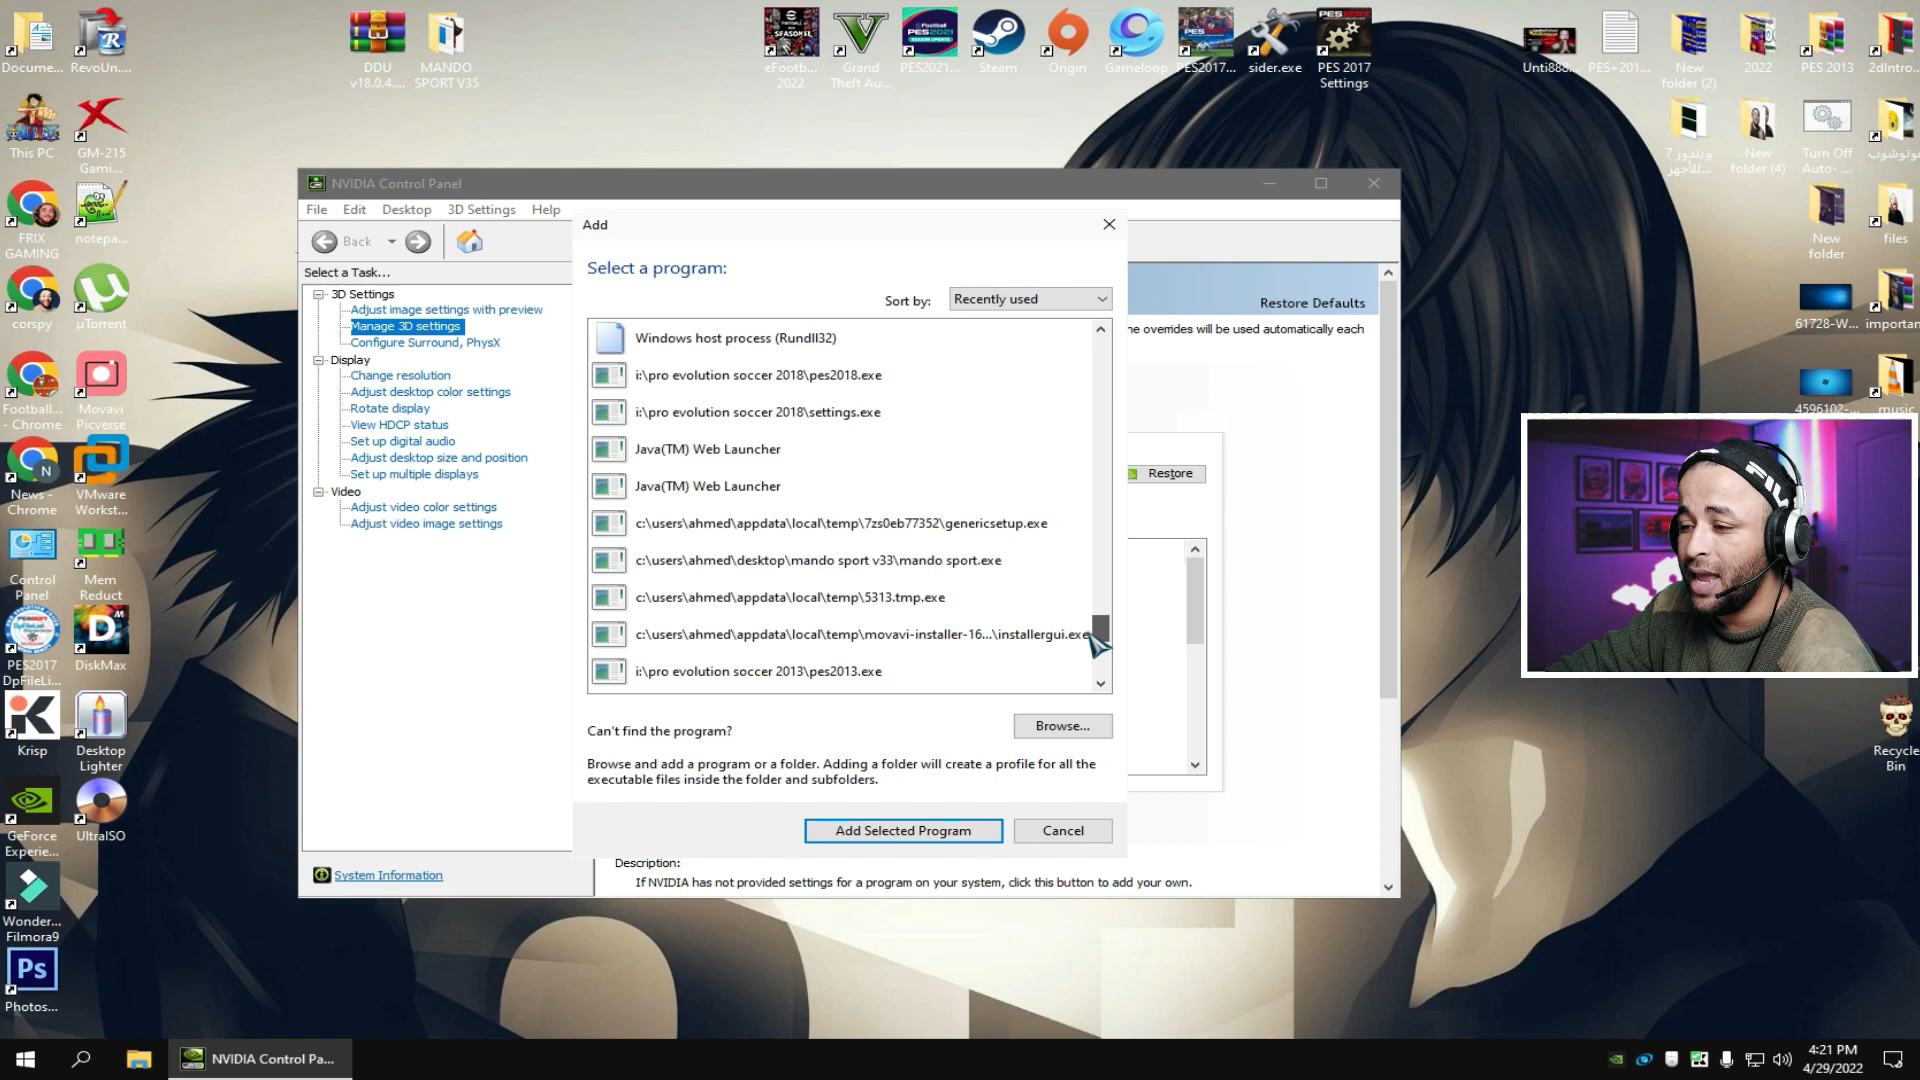 Docume...
RevoUn....
DDU
v18.0.4....
MANDO
SPORT V35
eFootb...
2022
Grand
Theft Au...
PES2021...
Steam
Origin
Gameloop
PES2017...
sider.exe
PES 2017
Settings
Unti888...
PES+201...
New
folder (2)
2022
PES 2013
2dIntro...
This PC
GM-215
Gami...
ويندوز 7
للأجهز...
New
folder (4)
Turn Off
Auto- ...
فوتوشوب
FRIX
GAMING
notepa...
New
folder
files
corspy
µTorrent
61728-W...
importan
Football...
- Chrome
Movavi
Picverse
4596102-...
music
News -
Chrome
VMware
Workst...
Control
Panel
Mem
Reduct
PES2017
DpFileLi...
DiskMax
Krisp
Desktop
Lighter
Recycle
Bin
GeForce
Experie...
UltraISO
Wonder...
Filmora9
Ps
Photos...
NVIDIA Control Panel
File Edit Desktop 3D Settings Help
Back
Select a Task...
3D Settings
Adjust image settings with preview
Manage 3D settings
Configure Surround, PhysX
Display
Change resolution
Adjust desktop color settings
Rotate display
View HDCP status
Set up digital audio
Adjust desktop size and position
Set up multiple displays
Video
Adjust video color settings
Adjust video image settings
System Information
Add
Select a program:
Sort by: Recently used
Windows host process (Rundll32)
i:\pro evolution soccer 2018\pes2018.exe
i:\pro evolution soccer 2018\settings.exe
Java(TM) Web Launcher
Java(TM) Web Launcher
c:\users\ahmed\appdata\local\temp\7zs0eb77352\genericsetup.exe
c:\users\ahmed\desktop\mando sport v33\mando sport.exe
c:\users\ahmed\appdata\local\temp\5313.tmp.exe
c:\users\ahmed\appdata\local\temp\movavi-installer-16...\installergui.exe
i:\pro evolution soccer 2013\pes2013.exe
Can't find the program?
Browse...
Browse and add a program or a folder. Adding a folder will create a profile for all the
executable files inside the folder and subfolders.
Add Selected Program
Cancel
Restore Defaults
ne overrides will be used automatically each
Restore
Description:
If NVIDIA has not provided settings for a program on your system, click this button to add your own.
NVIDIA Control Pa...
4:21 PM
4/29/2022